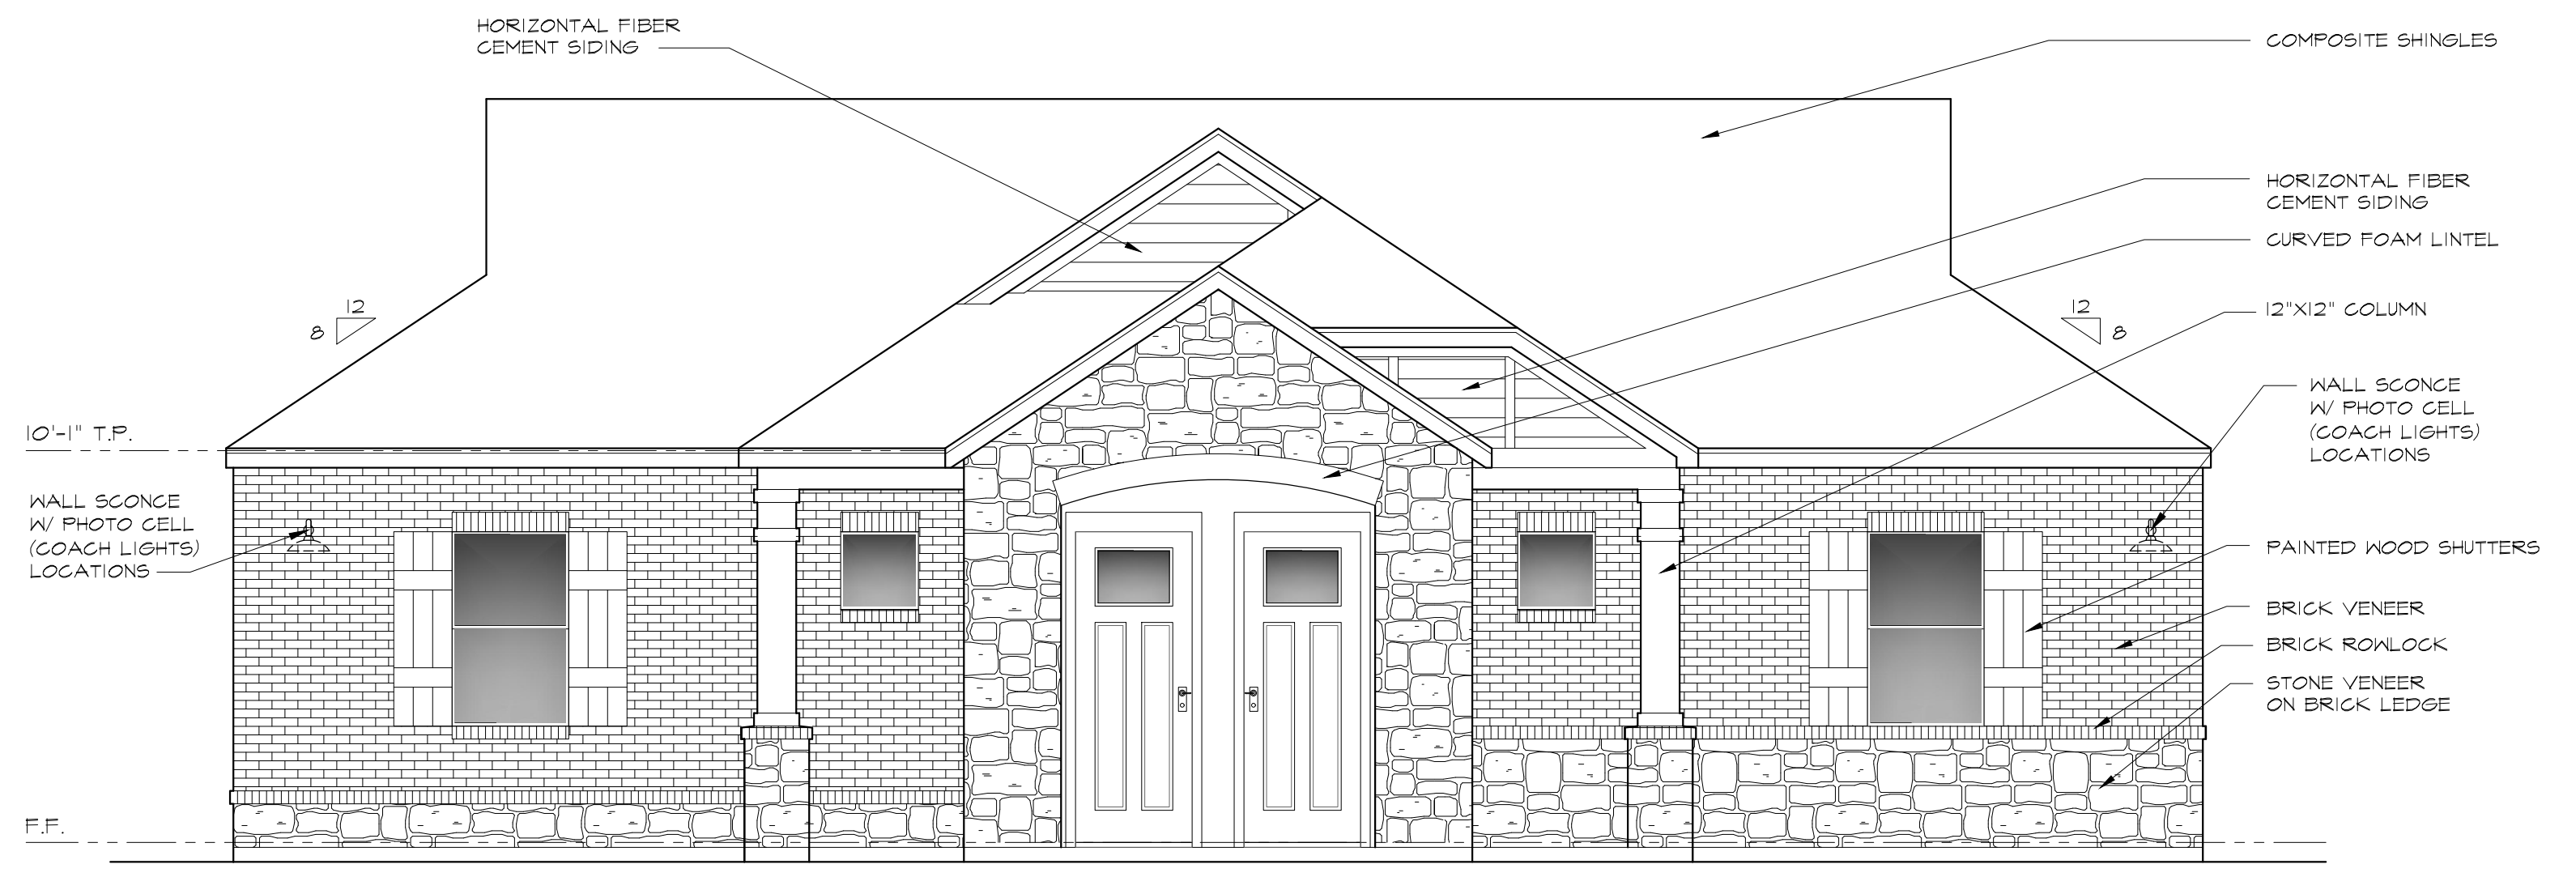 HORIZONTAL FIBER
CEMENT SIDING
COMPOSITE SHINGLES
HORIZONTAL FIBER
CEMENT SIDING
CURVED FOAM LINTEL
12
8
12
8
12"X12" COLUMN
WALL SCONCE
W/ PHOTO CELL
(COACH LIGHTS)
LOCATIONS
10'-1" T.P.
WALL SCONCE
W/ PHOTO CELL
(COACH LIGHTS)
LOCATIONS
PAINTED WOOD SHUTTERS
BRICK VENEER
BRICK ROWLOCK
STONE VENEER
ON BRICK LEDGE
F.F.